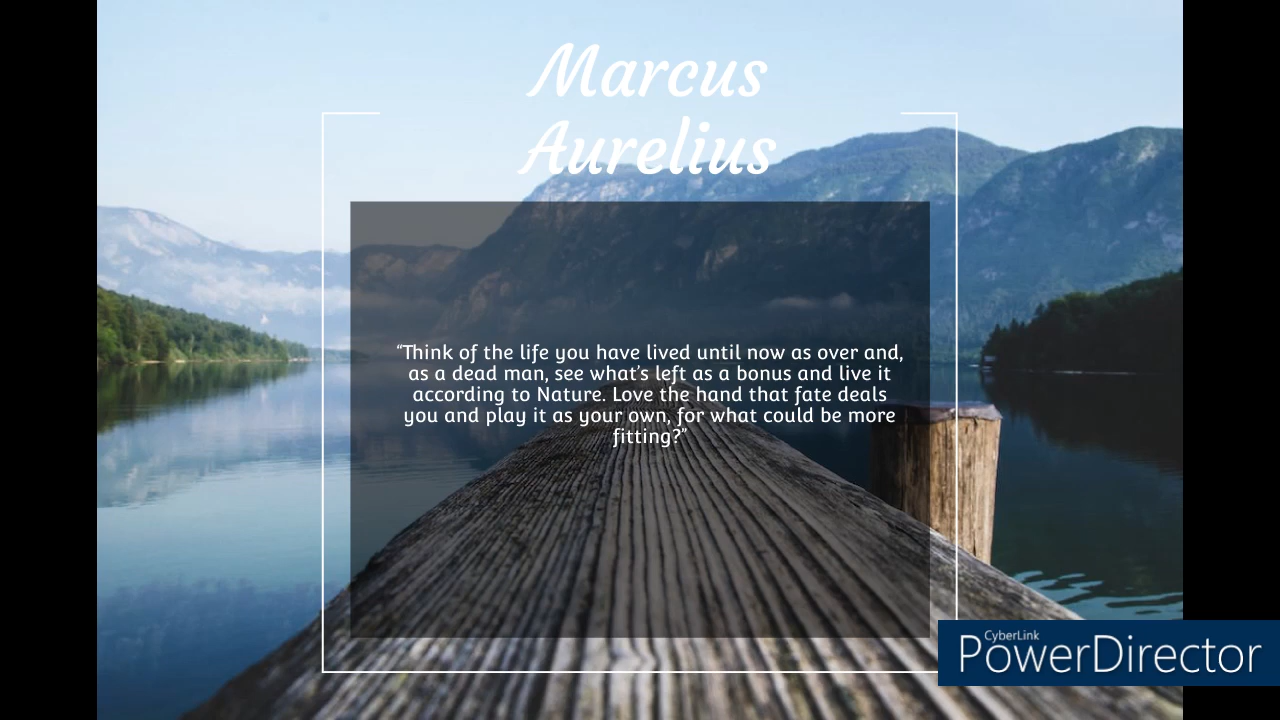 Marcus
Aurelius
“Think of the life you have lived until now as over and,
as a dead man, see what’s left as a bonus and live it
according to Nature. Love the hand that fate deals
you and play it as your own, for what could be more
fitting?”
CyberLink
PowerDirector